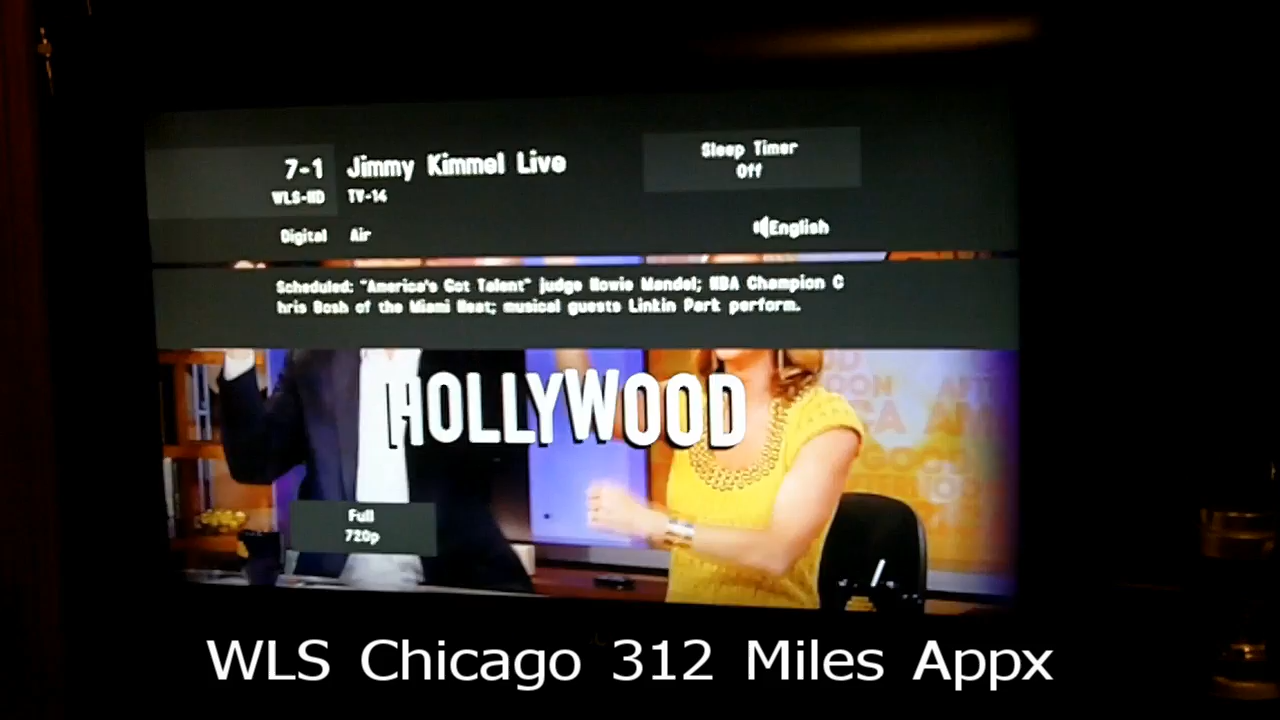 7-1 Jimmy Kimmel Live
Sleep Timer
Off
WLS-HD TV-14
Digital Air
English
Scheduled: "America's Got Talent" judge Howie Mandel; NBA Champion C
hris Bosh of the Miami Heat; musical guests Linkin Park perform.
HOLLYWOOD
Full
720p
WLS Chicago 312 Miles Appx